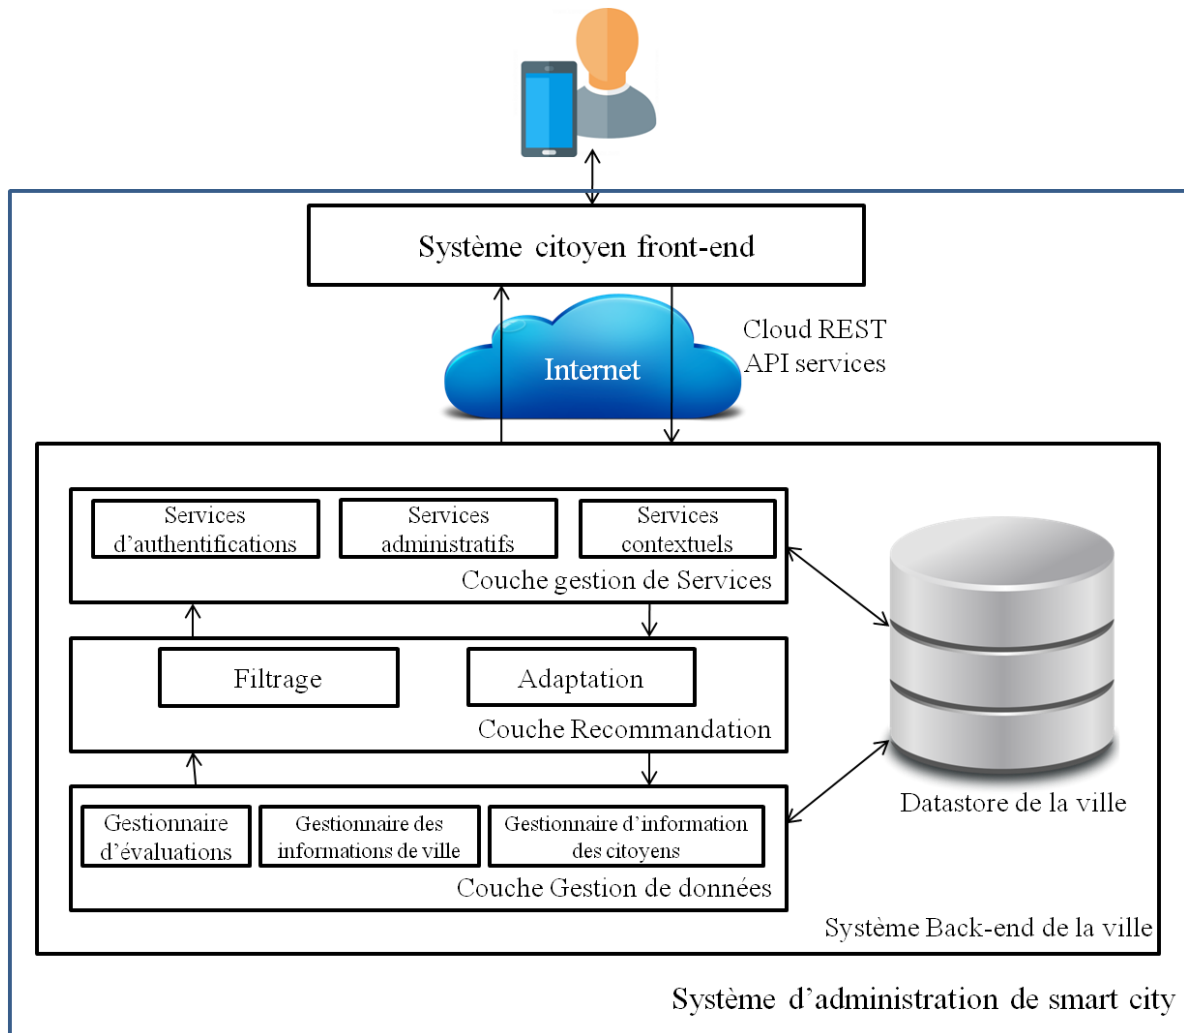 Système citoyen front-end
Internet
Cloud REST
API services
Services
d'authentifications
Services
administratifs
Services
contextuels
Couche gestion de Services
Filtrage
Adaptation
Couche Recommandation
Gestionnaire
d'évaluations
Gestionnaire des
informations de ville
Gestionnaire d'information
des citoyens
Couche Gestion de données
Datastore de la ville
Système Back-end de la ville
Système d'administration de smart city